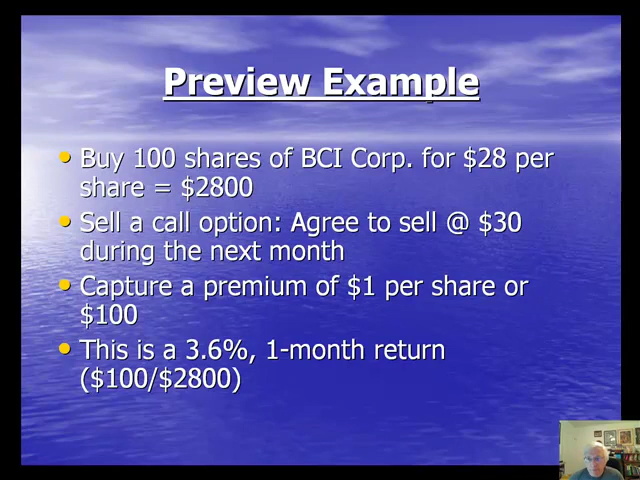 Preview Example
Buy 100 shares of BCI Corp. for $28 per
share = $2800
Sell a call option: Agree to sell @ $30
during the next month
Capture a premium of $1 per share or
$100
This is a 3.6%, 1-month return
($100/$2800)